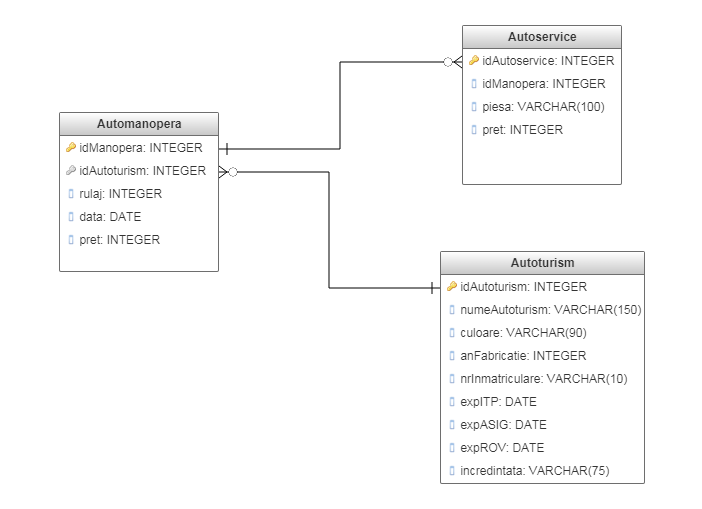 Autoservice
idAutoservice: INTEGER
idManopera: INTEGER
piesa: VARCHAR(100)
pret: INTEGER
Automanopera
idManopera: INTEGER
idAutoturism: INTEGER
rulaj: INTEGER
data: DATE
pret: INTEGER
Autoturism
idAutoturism: INTEGER
numeAutoturism: VARCHAR(150)
culoare: VARCHAR(90)
anFabricatie: INTEGER
nrInmatriculare: VARCHAR(10)
expITP: DATE
expASIG: DATE
expROV: DATE
incredintata: VARCHAR(75)